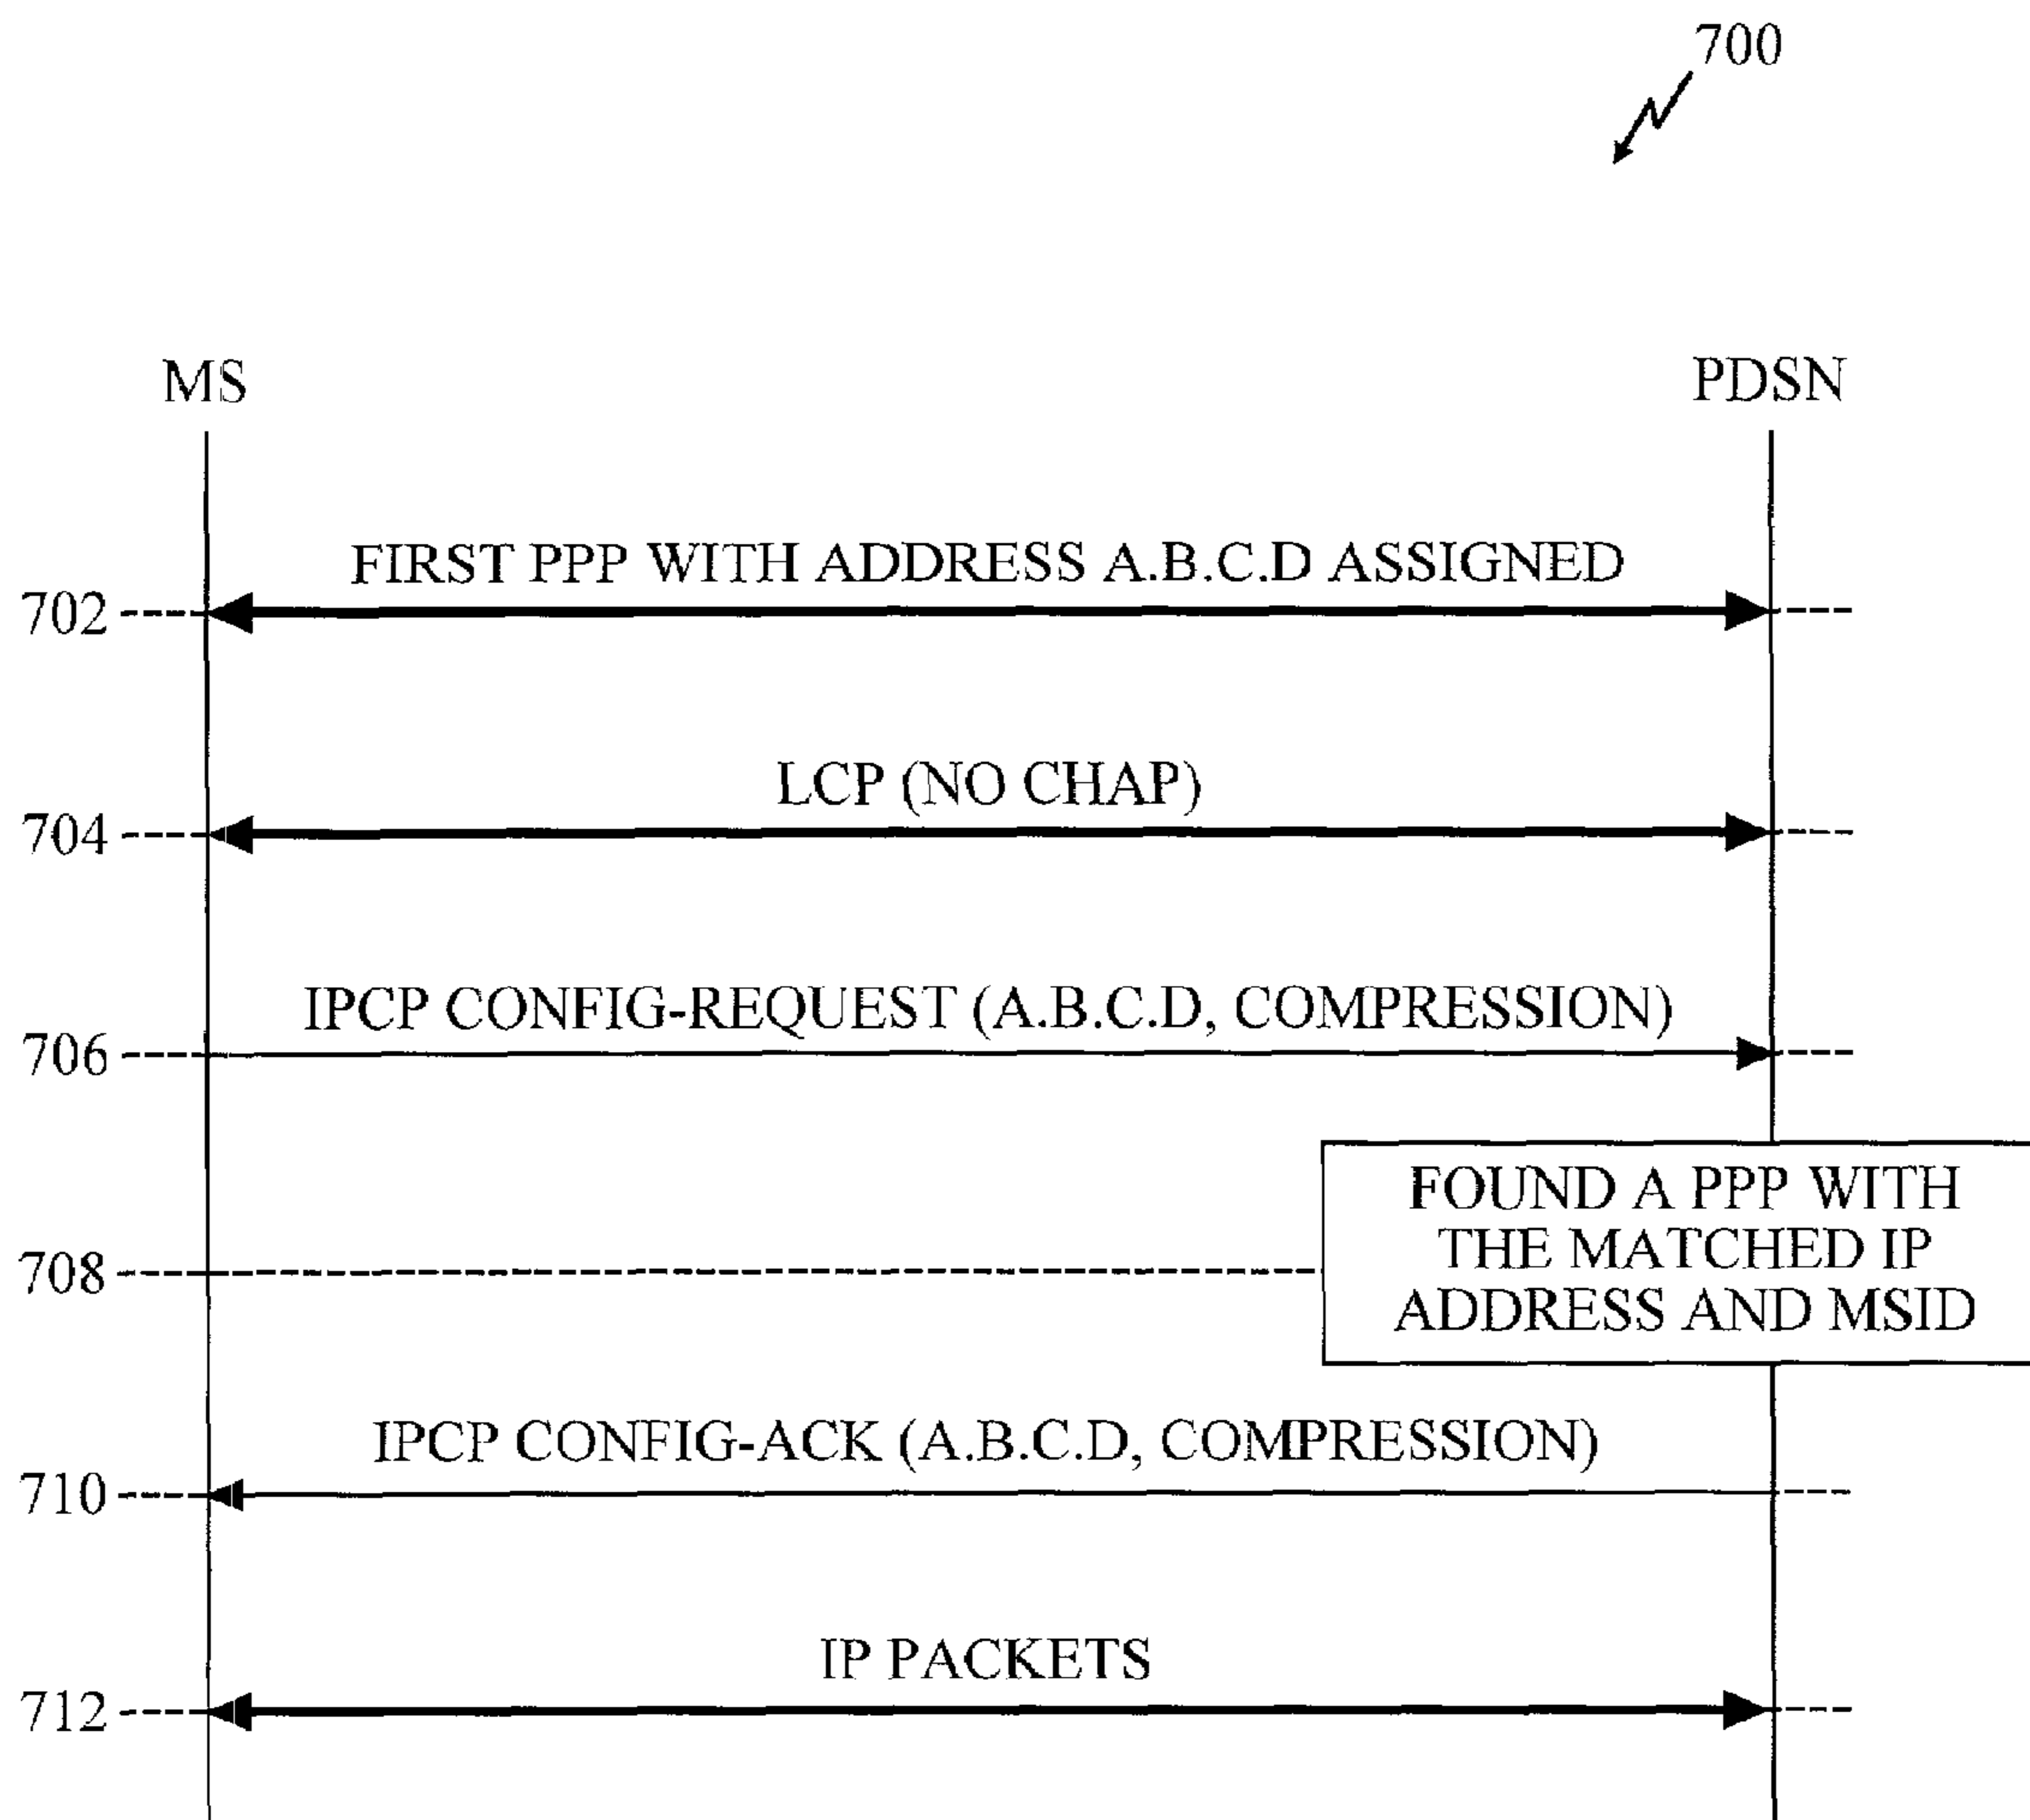 700
MS
PDSN
FIRST PPP WITH ADDRESS A.B.C.D ASSIGNED
702
LCP (NO CHAP)
704
IPCP CONFIG-REQUEST (A.B.C.D, COMPRESSION)
706
FOUND A PPP WITH
THE MATCHED IP
ADDRESS AND MSID
708
IPCP CONFIG-ACK (A.B.C.D, COMPRESSION)
710
IP PACKETS
712